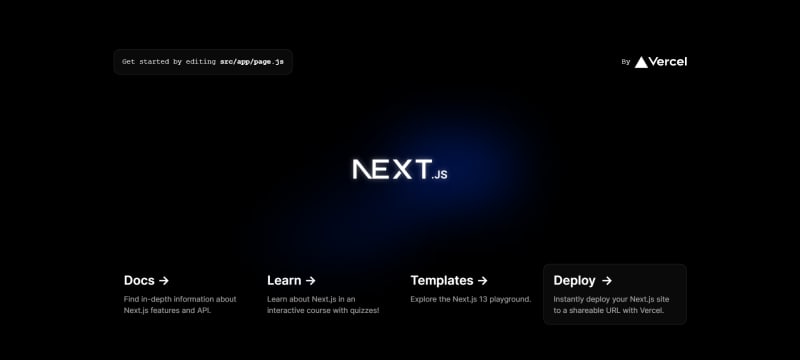 Get started by editing src/app/page.js
By Vercel
NEXT.JS
Docs →
Find in-depth information about
Next.js features and API.
Learn →
Learn about Next.js in an
interactive course with quizzes!
Templates →
Explore the Next.js 13 playground.
Deploy →
Instantly deploy your Next.js site
to a shareable URL with Vercel.